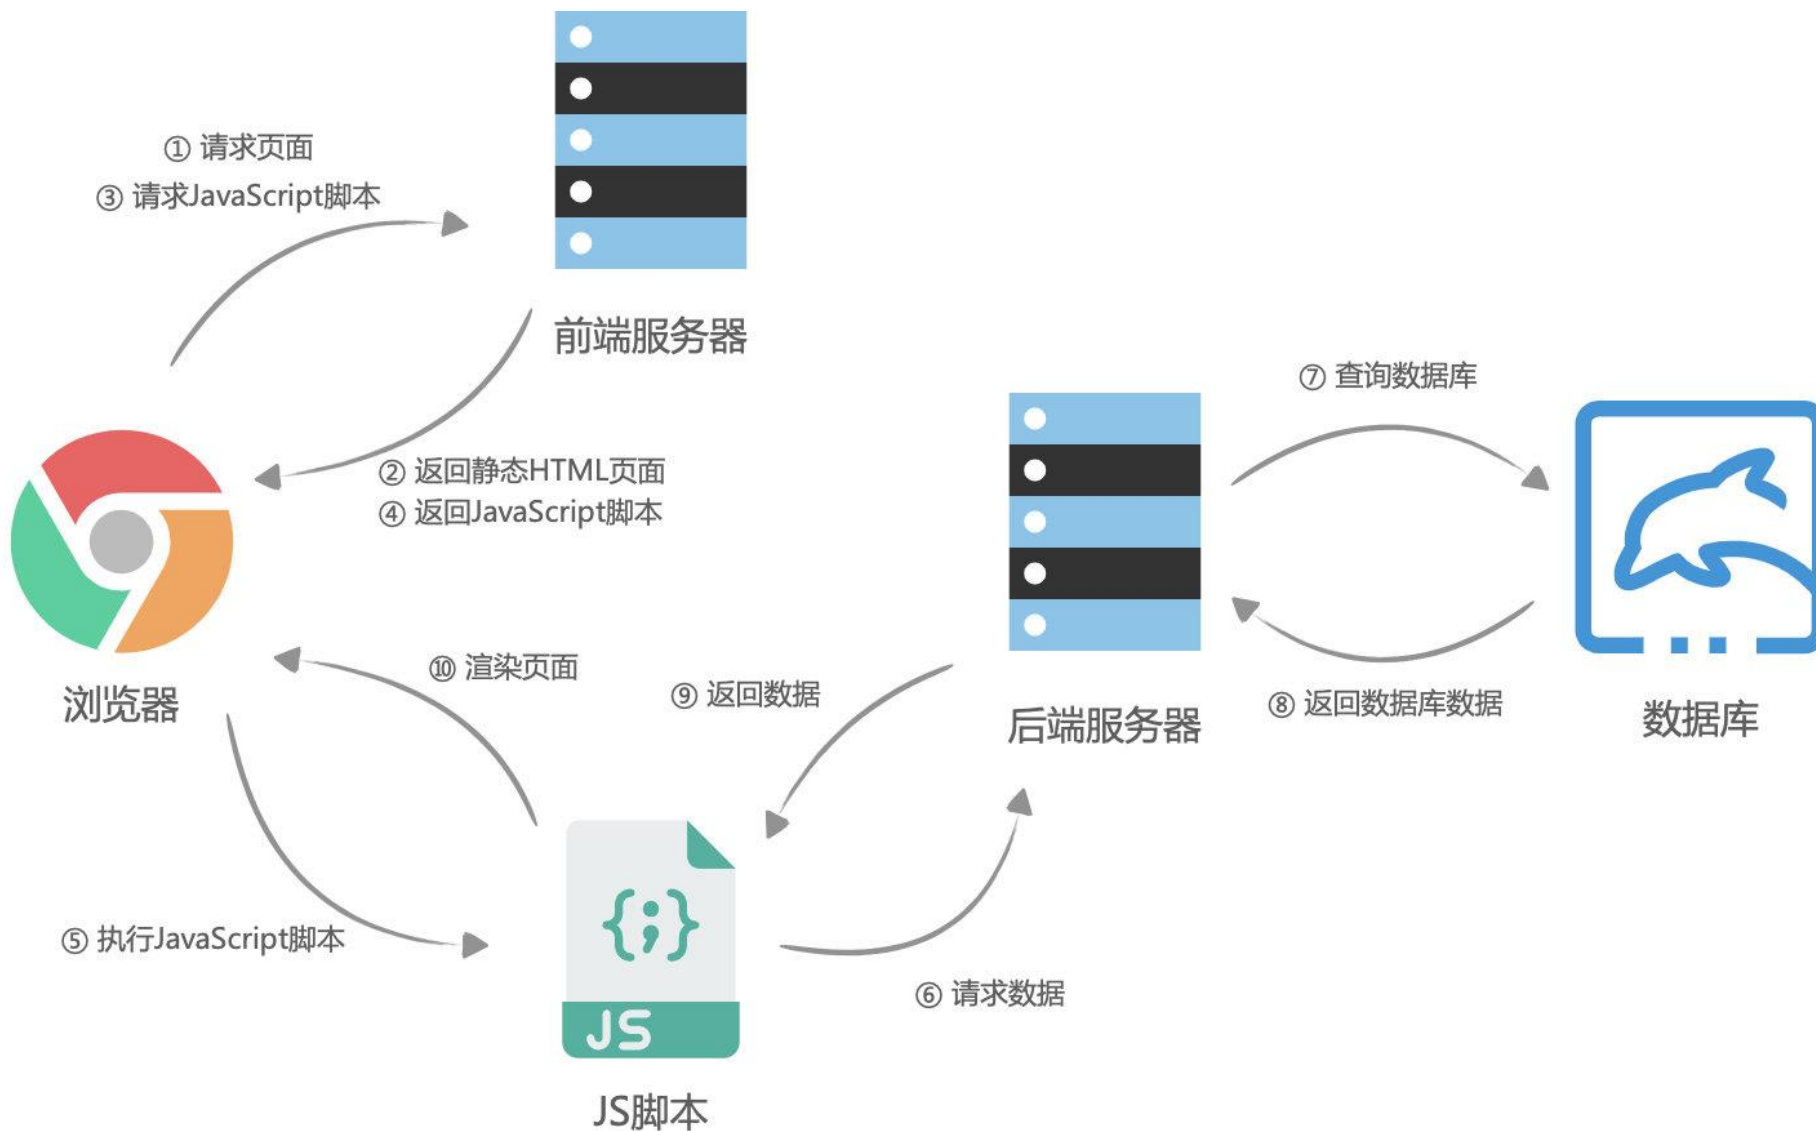 ① 请求页面
③ 请求JavaScript脚本
前端服务器
② 返回静态HTML页面
④ 返回JavaScript脚本
⑦ 查询数据库
浏览器
⑩ 渲染页面
⑨ 返回数据
后端服务器
⑧ 返回数据库数据
数据库
⑤ 执行JavaScript脚本
{;}
⑥ 请求数据
JS
JS脚本